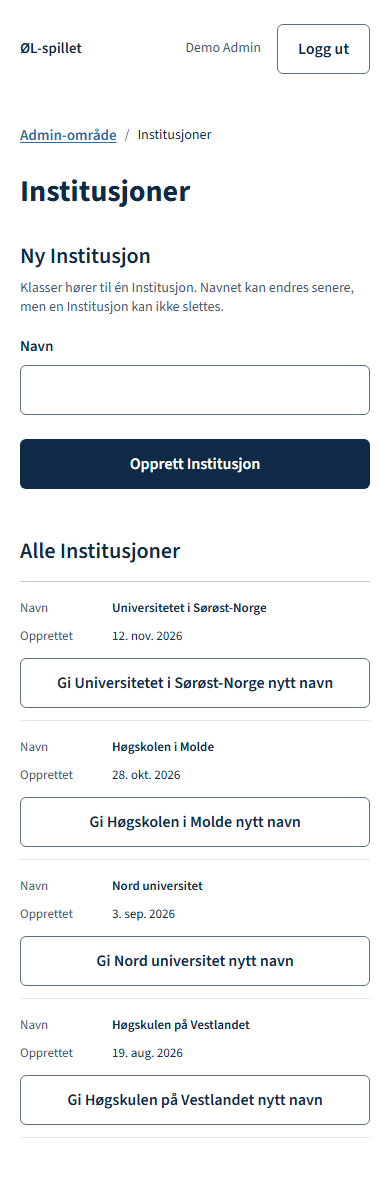 ØL-spillet
Demo Admin
Logg ut
Admin-område / Institusjoner
Institusjoner
Ny Institusjon
Klasser hører til én Institusjon. Navnet kan endres senere,
men en Institusjon kan ikke slettes.
Navn
Opprett Institusjon
Alle Institusjoner
Navn Universitetet i Sørøst-Norge
Opprettet 12. nov. 2026
Gi Universitetet i Sørøst-Norge nytt navn
Navn Høgskolen i Molde
Opprettet 28. okt. 2026
Gi Høgskolen i Molde nytt navn
Navn Nord universitet
Opprettet 3. sep. 2026
Gi Nord universitet nytt navn
Navn Høgskulen på Vestlandet
Opprettet 19. aug. 2026
Gi Høgskulen på Vestlandet nytt navn